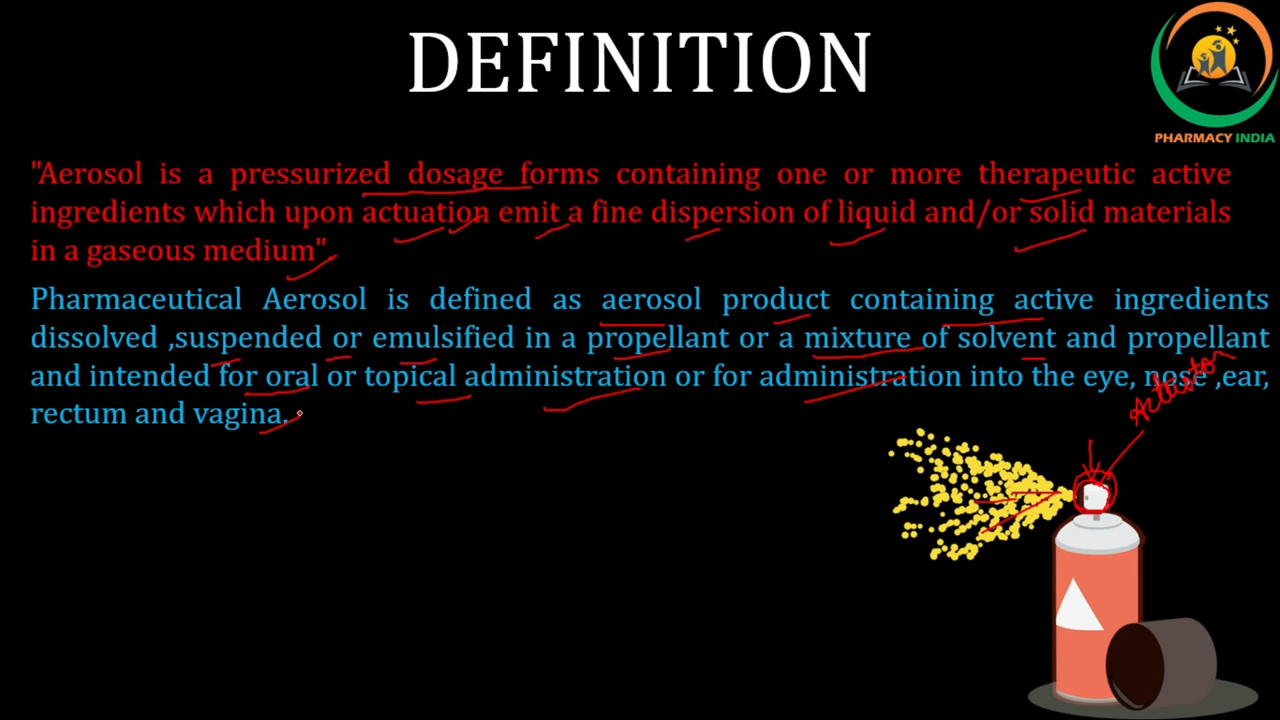 DEFINITION
PHARMACY INDIA
"Aerosol is a pressurized dosage forms containing one or more therapeutic active
ingredients which upon actuation emit a fine dispersion of liquid and/or solid materials
in a gaseous medium"
Pharmaceutical Aerosol is defined as aerosol product containing active ingredients
dissolved ,suspended or emulsified in a propellant or a mixture of solvent and propellant
and intended for oral or topical administration or for administration into the eye, nose ,ear,
rectum and vagina.